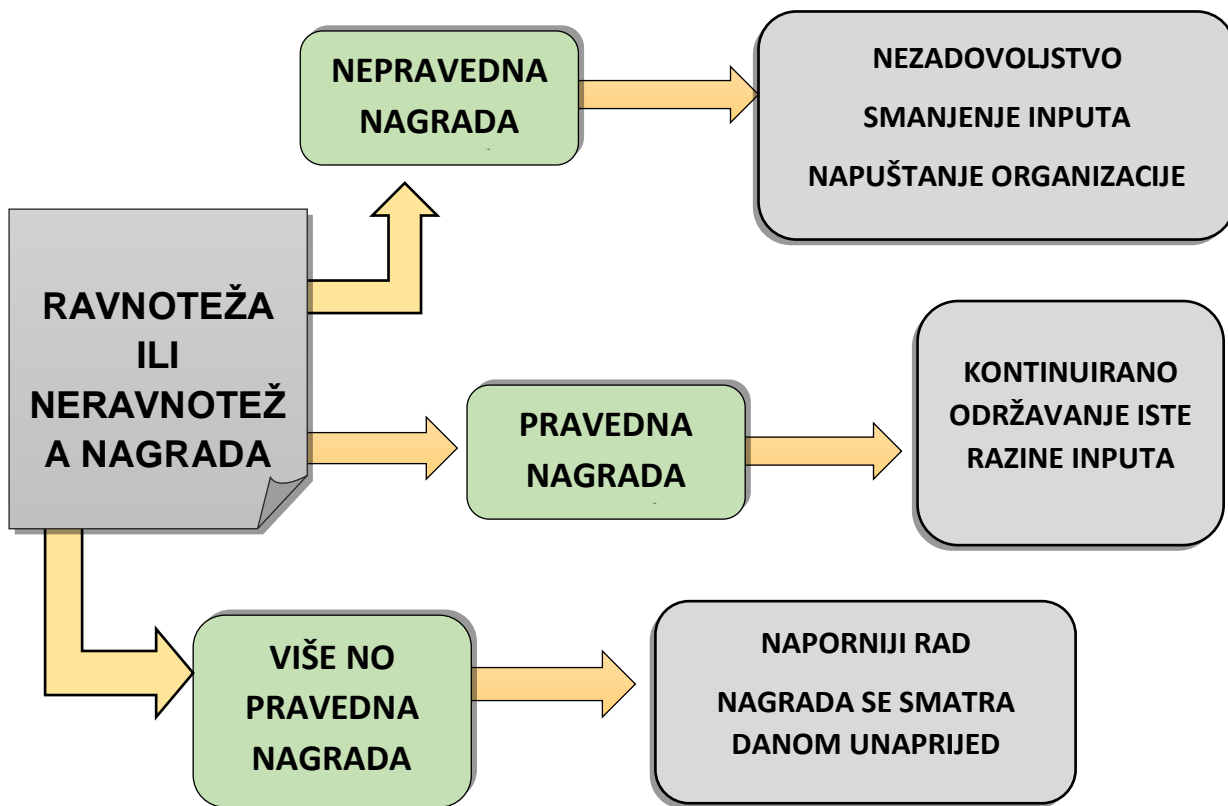 NEPRAVEDNA
NAGRADA
NEZADOVOLJSTVO
SMANJENJE INPUTA
NAPUŠTANJE ORGANIZACIJE
RAVNOTEŽA
ILI
NERAVNOTEŽ
A NAGRADA
PRAVEDNA
NAGRADA
KONTINUIRANO
ODRŽAVANJE ISTE
RAZINE INPUTA
VIŠE NO
PRAVEDNA
NAGRADA
NAPORNIJI RAD
NAGRADA SE SMATRA
DANOM UNAPRIJED